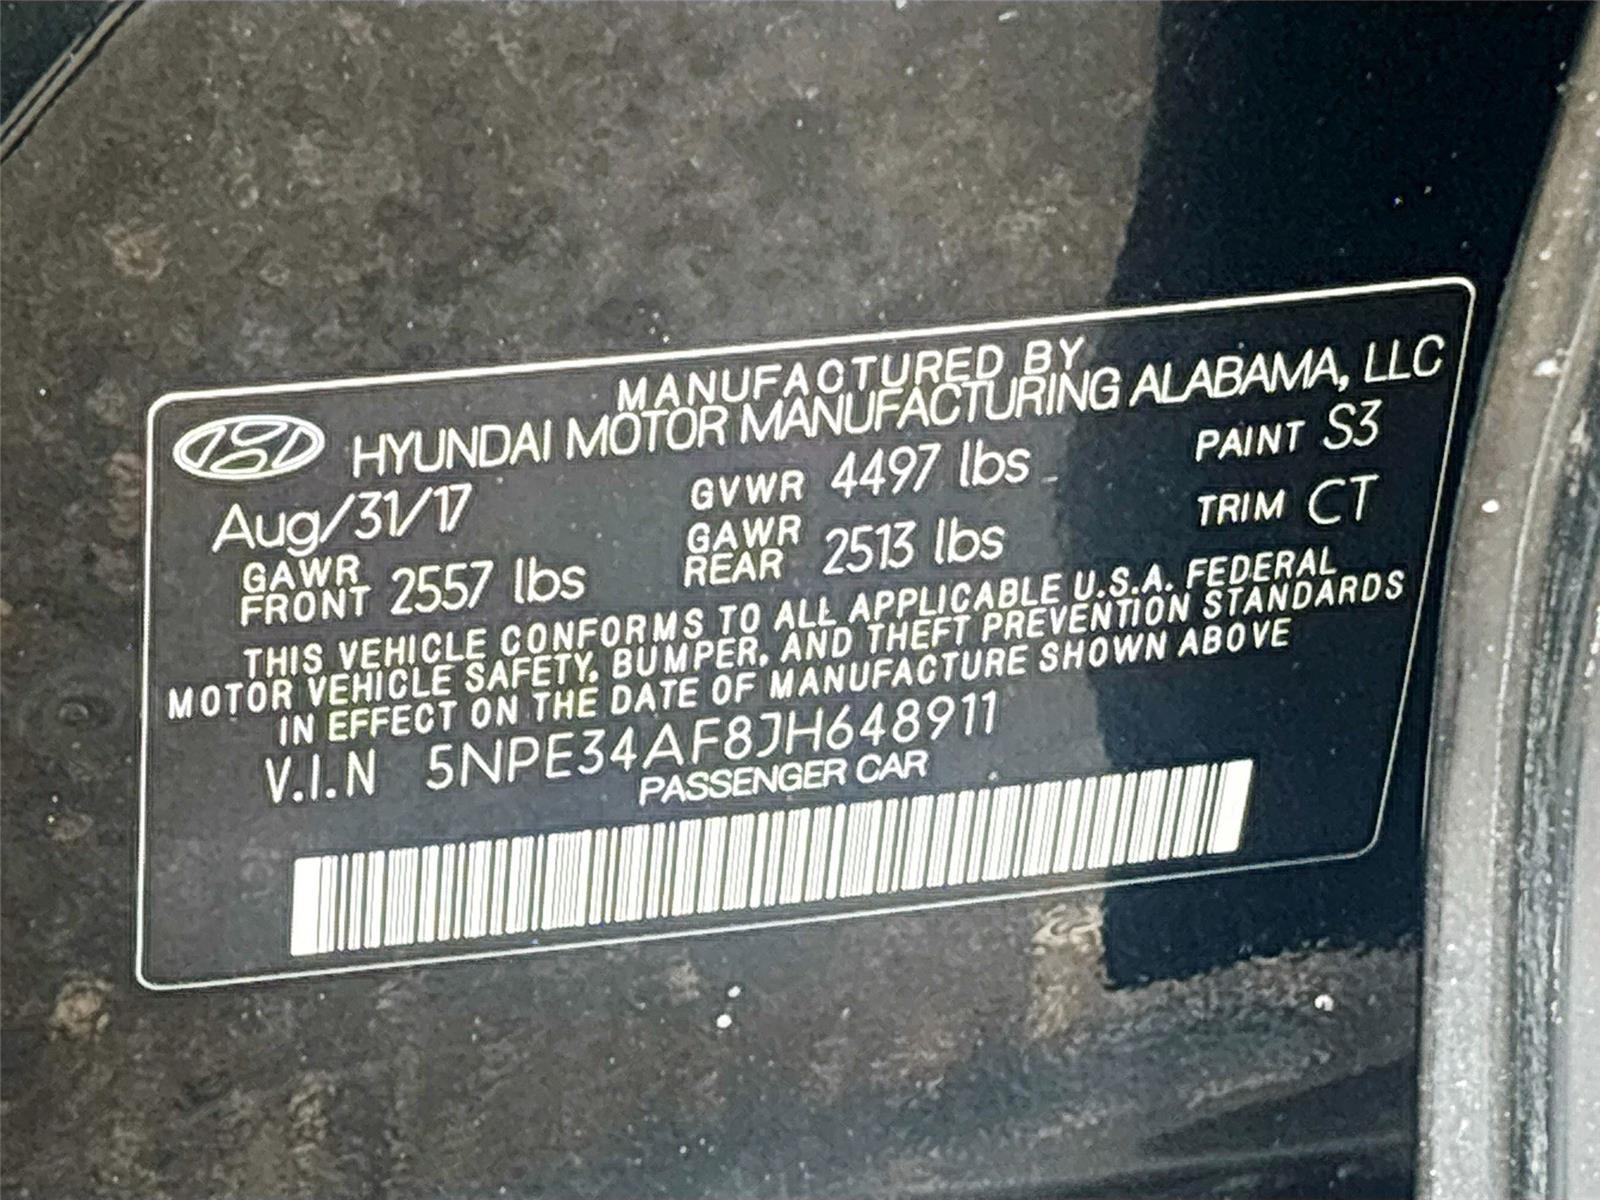 MANUFACTURED BY
HYUNDAI MOTOR MANUFACTURING ALABAMA, LLC
Aug/31/17 GVWR 4497 lbs PAINT S3
GAWR FRONT 2557 lbs GAWR REAR 2513 lbs TRIM CT
THIS VEHICLE CONFORMS TO ALL APPLICABLE U.S.A. FEDERAL
MOTOR VEHICLE SAFETY, BUMPER, AND THEFT PREVENTION STANDARDS
IN EFFECT ON THE DATE OF MANUFACTURE SHOWN ABOVE
V.I.N 5NPE34AF8JH648911
PASSENGER CAR